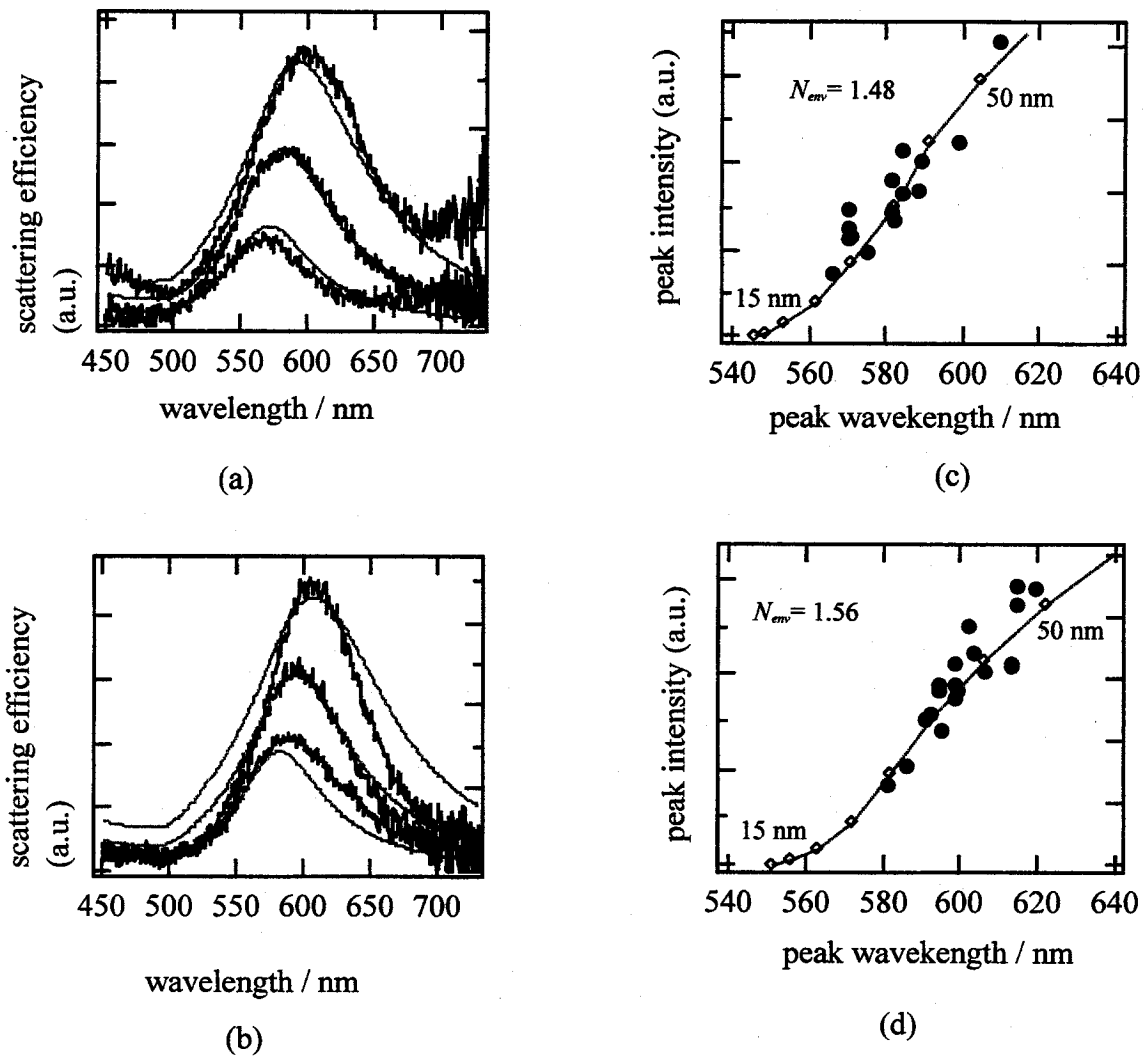 scattering efficiency
(a.u.)
450 500 550 600 650 700
wavelength / nm
(a)
peak intensity (a.u.)
Nenv= 1.48
50 nm
15 nm
540 560 580 600 620 640
peak wavekength / nm
(c)
scattering efficiency
(a.u.)
450 500 550 600 650 700
wavelength / nm
(b)
peak intensity (a.u.)
Nenv= 1.56
50 nm
15 nm
540 560 580 600 620 640
peak wavekength / nm
(d)